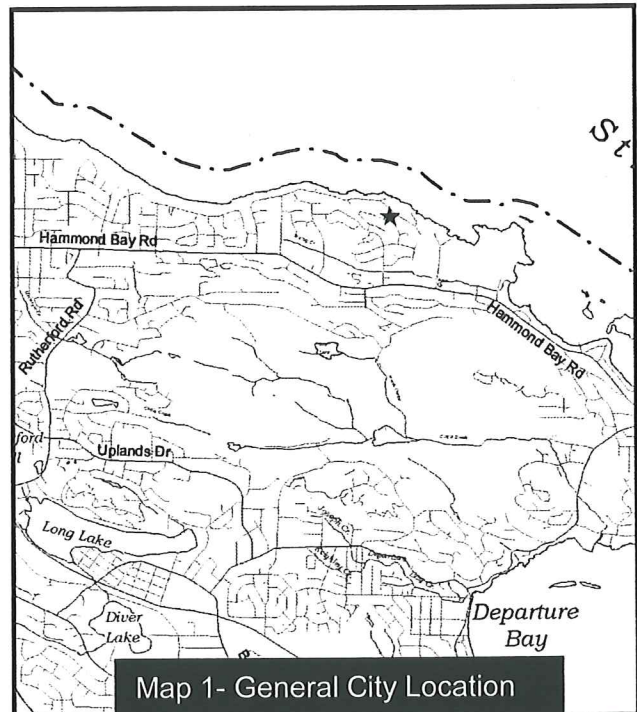 St
Hammond Bay Rd
Rutherford Rd
Hammond Bay Rd
ford
Uplands Dr
Long Lake
Diver
Lake
Departure
Bay
Map 1- General City Location